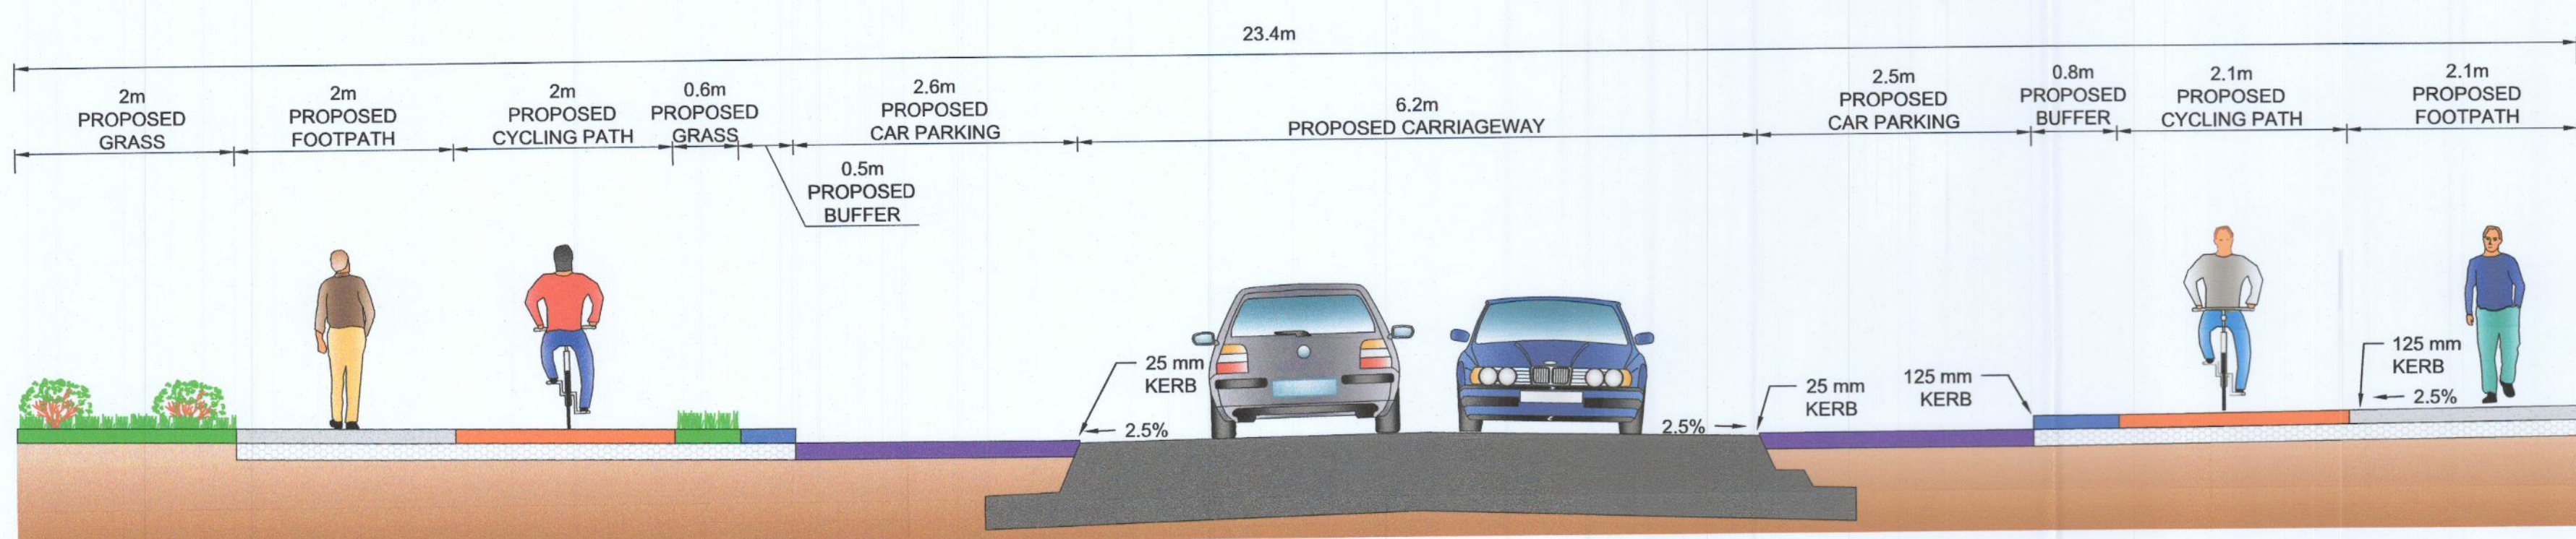 23.4m
2m
PROPOSED
GRASS
2m
PROPOSED
FOOTPATH
2m
PROPOSED
CYCLING PATH
0.6m
PROPOSED
GRASS
0.5m
PROPOSED
BUFFER
2.6m
PROPOSED
CAR PARKING
6.2m
PROPOSED CARRIAGEWAY
2.5m
PROPOSED
CAR PARKING
0.8m
PROPOSED
BUFFER
2.1m
PROPOSED
CYCLING PATH
2.1m
PROPOSED
FOOTPATH
25 mm
KERB
2.5%
2.5%
25 mm
KERB
125 mm
KERB
125 mm
KERB
2.5%